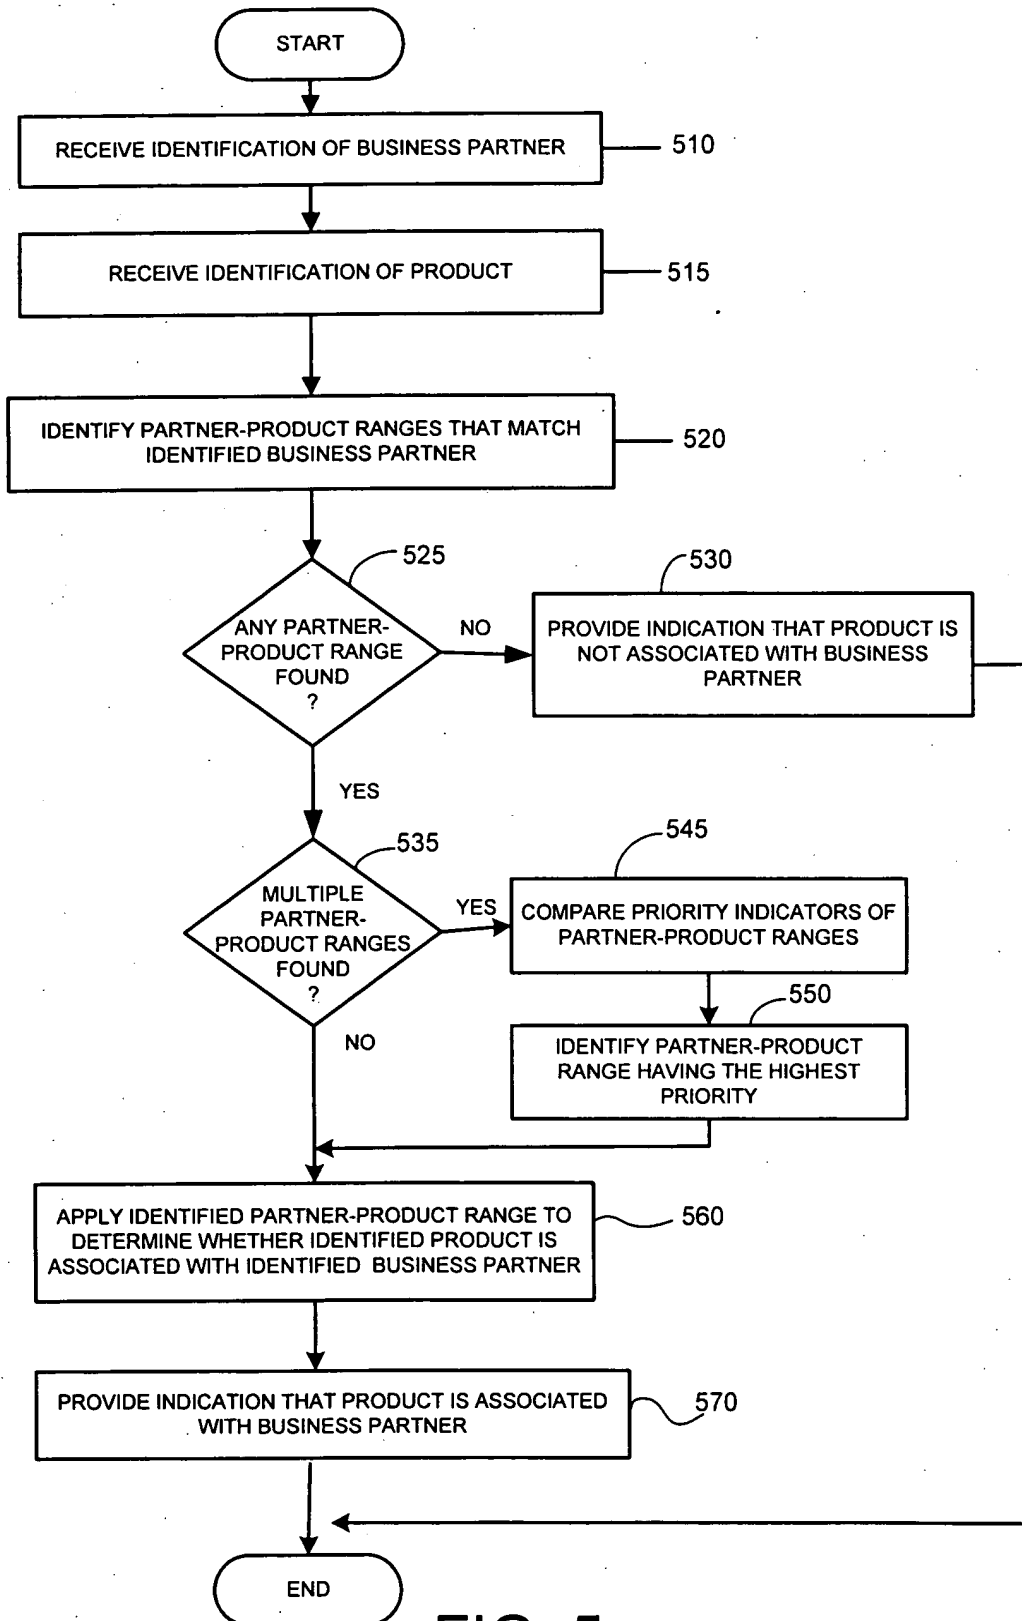 START
RECEIVE IDENTIFICATION OF BUSINESS PARTNER
510
RECEIVE IDENTIFICATION OF PRODUCT
515
IDENTIFY PARTNER-PRODUCT RANGES THAT MATCH
IDENTIFIED BUSINESS PARTNER
520
525
ANY PARTNER-
PRODUCT RANGE
FOUND
?
NO
530
PROVIDE INDICATION THAT PRODUCT IS
NOT ASSOCIATED WITH BUSINESS
PARTNER
YES
535
MULTIPLE
PARTNER-
PRODUCT RANGES
FOUND
?
YES
545
COMPARE PRIORITY INDICATORS OF
PARTNER-PRODUCT RANGES
550
IDENTIFY PARTNER-PRODUCT
RANGE HAVING THE HIGHEST
PRIORITY
NO
APPLY IDENTIFIED PARTNER-PRODUCT RANGE TO
DETERMINE WHETHER IDENTIFIED PRODUCT IS
ASSOCIATED WITH IDENTIFIED BUSINESS PARTNER
560
PROVIDE INDICATION THAT PRODUCT IS ASSOCIATED
WITH BUSINESS PARTNER
570
END